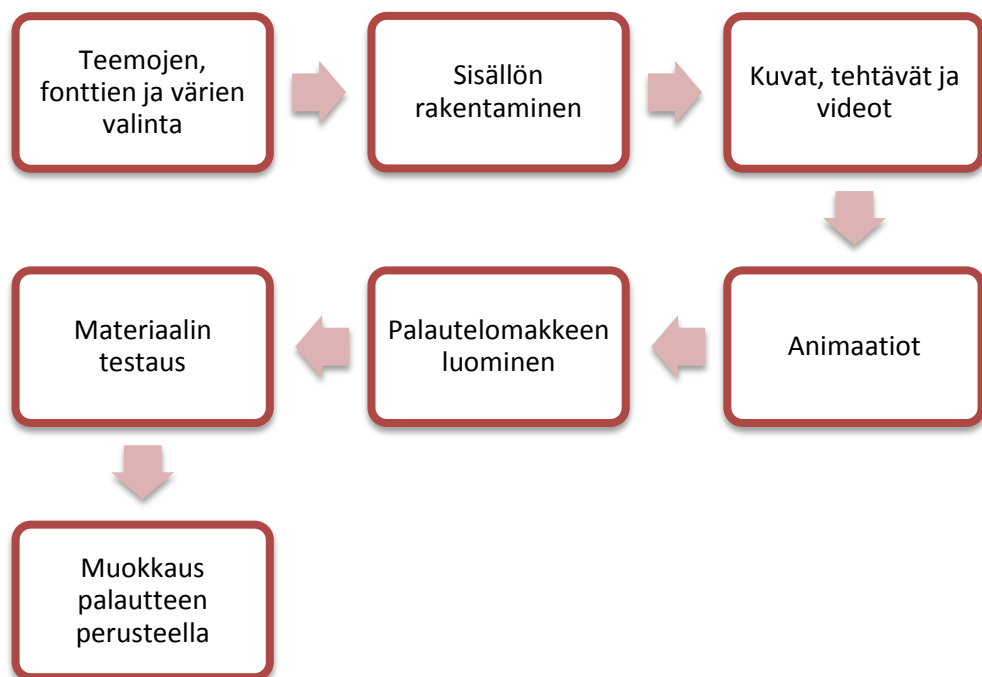 Teemojen,
fonttien ja värien
valinta
Sisällön
rakentaminen
Kuvat, tehtävät ja
videot
Animaatiot
Palautelomakkeen
luominen
Materiaalin
testaus
Muokkaus
palautteen
perusteella